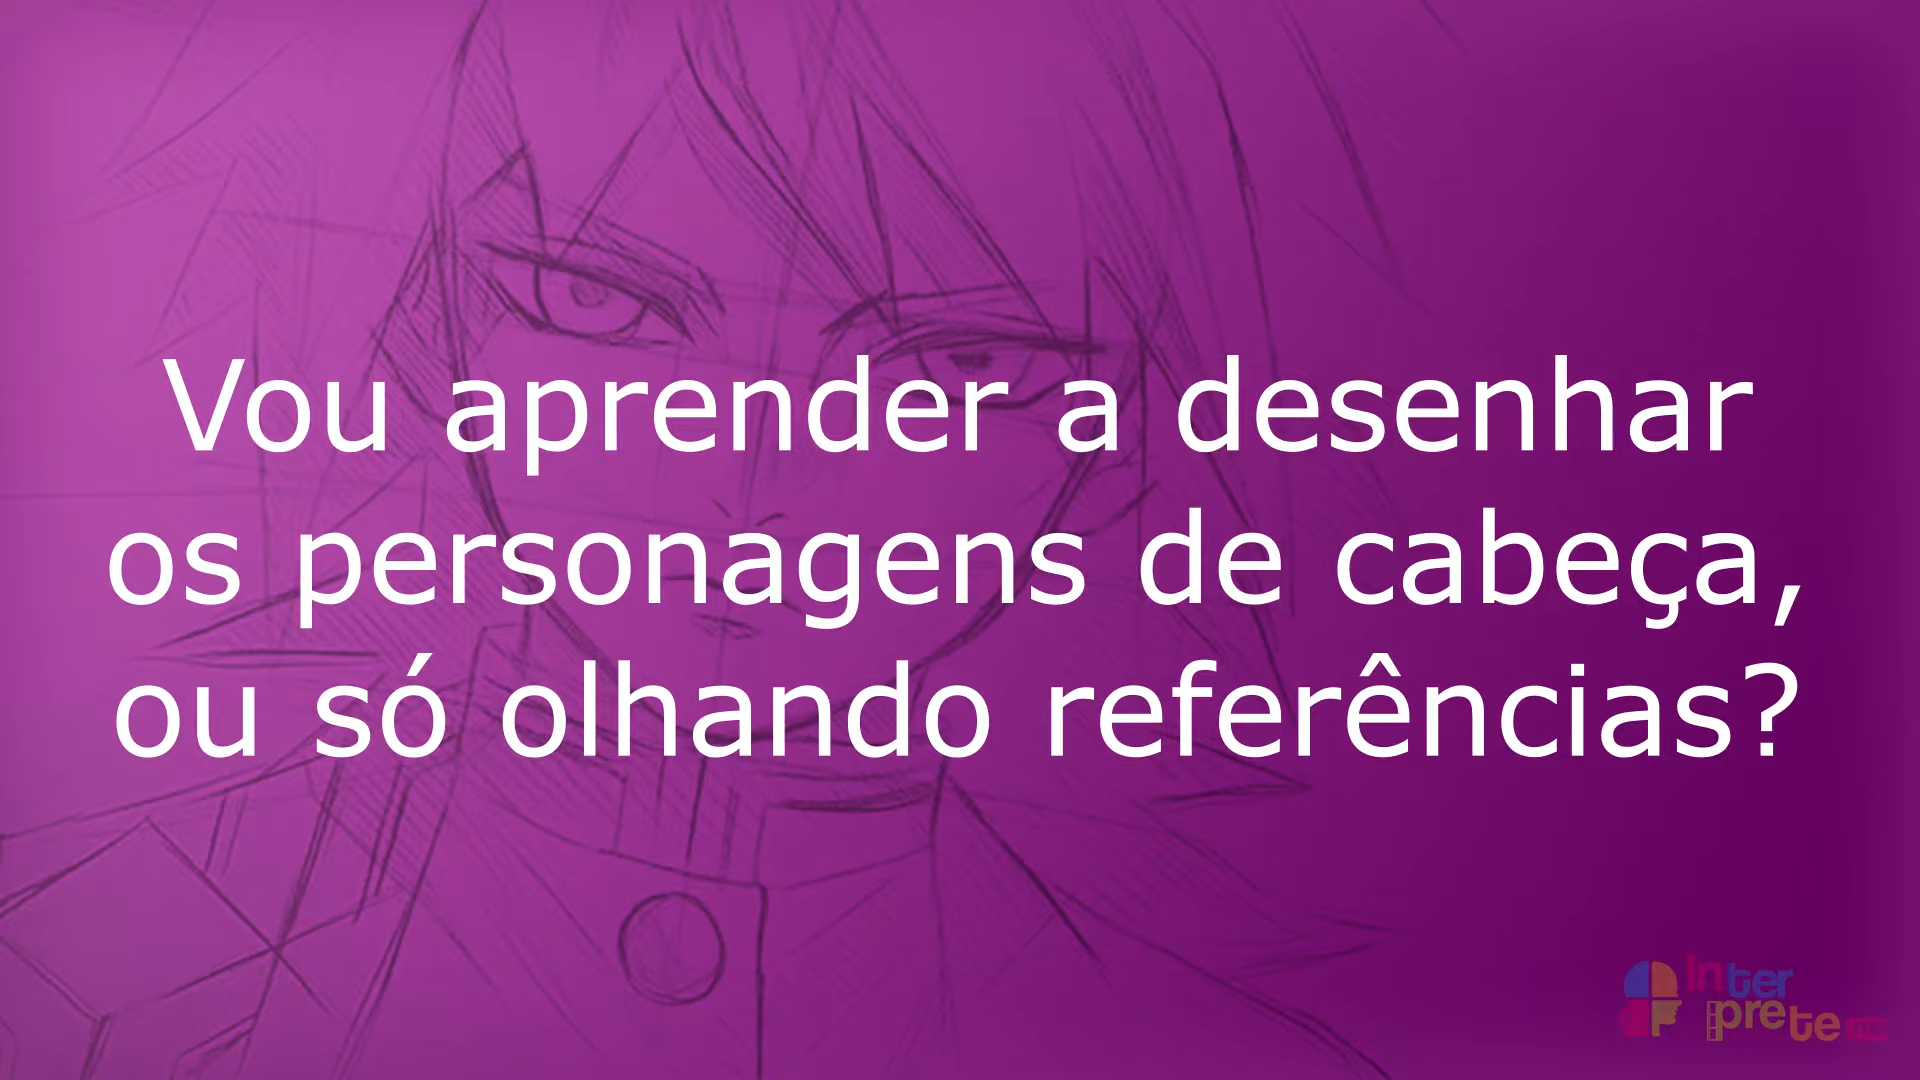 Vou aprender a desenhar
os personagens de cabeça,
ou só olhando referências?
Inter
prete